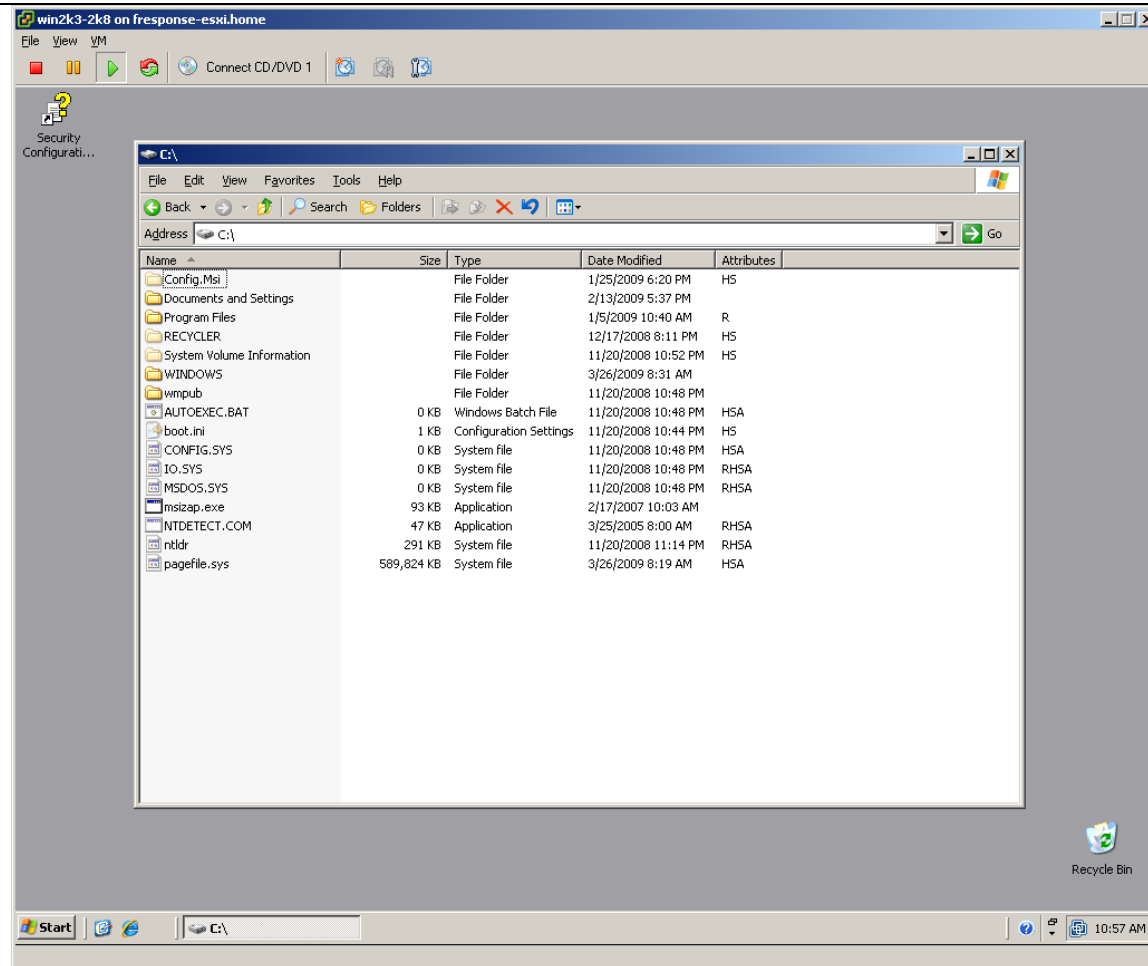 win2k3-2k8 on fresponse-esxi.home
File View VM
Connect CD/DVD 1
Security
Configurati...
C:\
File Edit View Favorites Tools Help
Back Search Folders
Address C:\ Go
Name Size Type Date Modified Attributes
Config.Msi File Folder 1/25/2009 6:20 PM HS
Documents and Settings File Folder 2/13/2009 5:37 PM
Program Files File Folder 1/5/2009 10:40 AM R
RECYCLER File Folder 12/17/2008 8:11 PM HS
System Volume Information File Folder 11/20/2008 10:52 PM HS
WINDOWS File Folder 3/26/2009 8:31 AM
wmpub File Folder 11/20/2008 10:48 PM
AUTOEXEC.BAT 0 KB Windows Batch File 11/20/2008 10:48 PM HSA
boot.ini 1 KB Configuration Settings 11/20/2008 10:44 PM HS
CONFIG.SYS 0 KB System file 11/20/2008 10:48 PM HSA
IO.SYS 0 KB System file 11/20/2008 10:48 PM RHSA
MSDOS.SYS 0 KB System file 11/20/2008 10:48 PM RHSA
msizap.exe 93 KB Application 2/17/2007 10:03 AM
NTDETECT.COM 47 KB Application 3/25/2005 8:00 AM RHSA
ntldr 291 KB System file 11/20/2008 11:14 PM RHSA
pagefile.sys 589,824 KB System file 3/26/2009 8:19 AM HSA
Recycle Bin
Start C:\ 10:57 AM